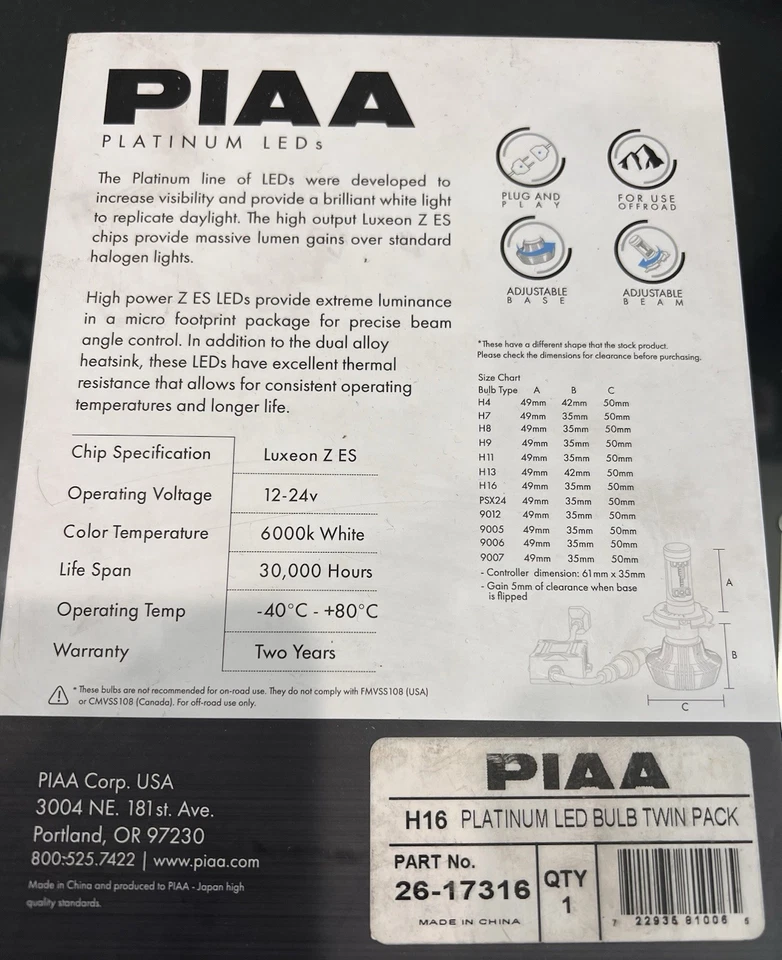 PIAA
PLATINUM LEDs
The Platinum line of LEDs were developed to
increase visibility and provide a brilliant white light
to replicate daylight. The high output Luxeon Z ES
chips provide massive lumen gains over standard
halogen lights.
High power Z ES LEDs provide extreme luminance
in a micro footprint package for precise beam
angle control. In addition to the dual alloy
heatsink, these LEDs have excellent thermal
resistance that allows for consistent operating
temperatures and longer life.
Chip Specification Luxeon Z ES
Operating Voltage 12-24v
Color Temperature 6000k White
Life Span 30,000 Hours
Operating Temp -40°C - +80°C
Warranty Two Years
* These bulbs are not recommended for on-road use. They do not comply with FMVSS108 (USA)
or CMVSS108 (Canada). For off-road use only.
PLUG AND
PLAY
FOR USE
OFFROAD
ADJUSTABLE
BASE
ADJUSTABLE
BEAM
*These have a different shape that the stock product.
Please check the dimensions for clearance before purchasing.
Size Chart
Bulb Type A B C
H4 49mm 42mm 50mm
H7 49mm 35mm 50mm
H8 49mm 35mm 50mm
H9 49mm 35mm 50mm
H11 49mm 35mm 50mm
H13 49mm 42mm 50mm
H16 49mm 35mm 50mm
PSX24 49mm 35mm 50mm
9012 49mm 35mm 50mm
9005 49mm 35mm 50mm
9006 49mm 35mm 50mm
9007 49mm 35mm 50mm
- Controller dimension: 61mm x 35mm
- Gain 5mm of clearance when base
is flipped
A
B
C
PIAA Corp. USA
3004 NE. 181st. Ave.
Portland, OR 97230
800:525.7422 | www.piaa.com
Made in China and produced to PIAA - Japan high
quality standards.
PIAA
H16 PLATINUM LED BULB TWIN PACK
PART No.
26-17316
MADE IN CHINA
QTY
1
7 22935 81006 5